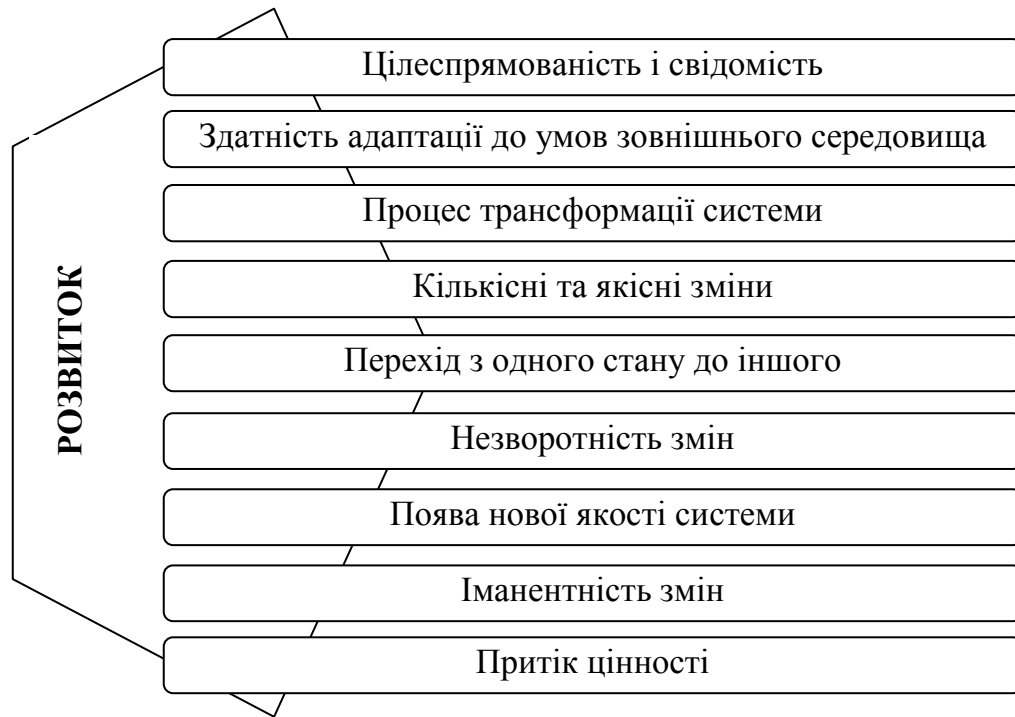 РОЗВИТОК
Цілеспрямованість і свідомість
Здатність адаптації до умов зовнішнього середовища
Процес трансформації системи
Кількісні та якісні зміни
Перехід з одного стану до іншого
Незворотність змін
Поява нової якості системи
Іманентність змін
Притік цінності